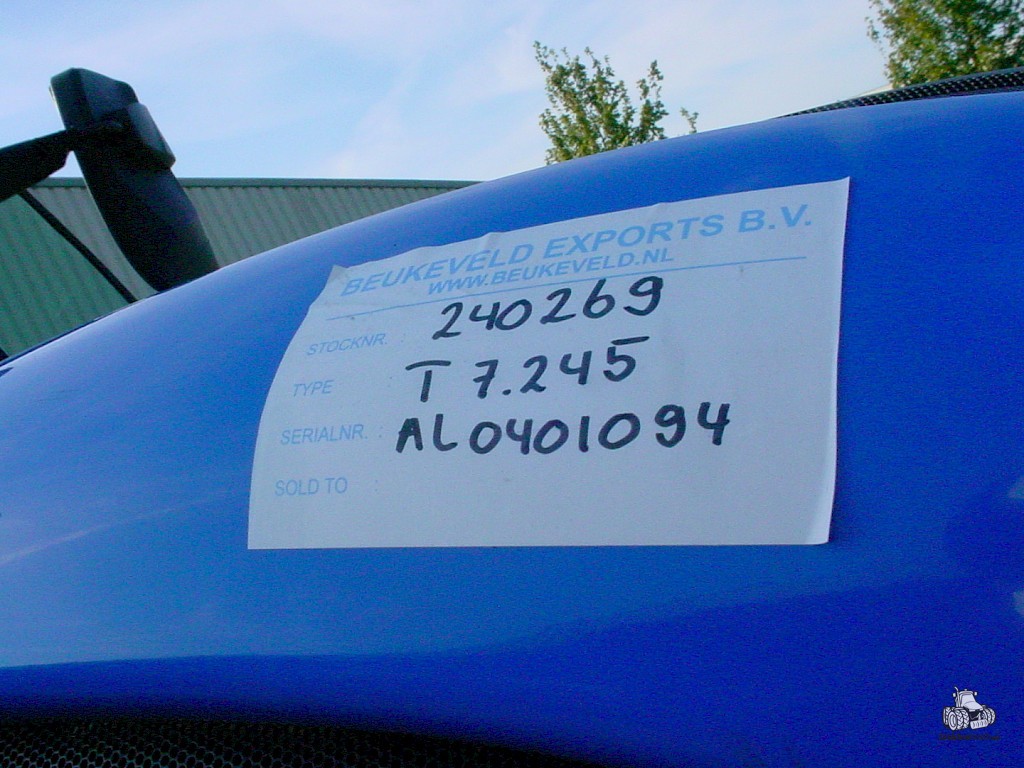 BEUKEVELD EXPORTS B.V.
WWW.BEUKEVELD.NL
STOCKNR. : 240269
TYPE : T 7.245
SERIALNR. : AL0401094
SOLD TO :